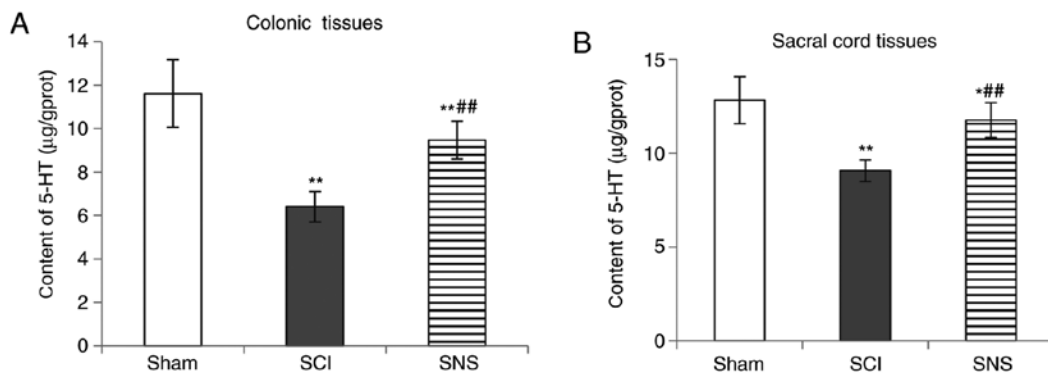 A
Colonic tissues
Content of 5-HT (µg/gprot)
14
12
10
8
6
4
2
0
**
**##
Sham
SCI
SNS
B
Sacral cord tissues
Content of 5-HT (µg/gprot)
15
10
5
0
**
*##
Sham
SCI
SNS